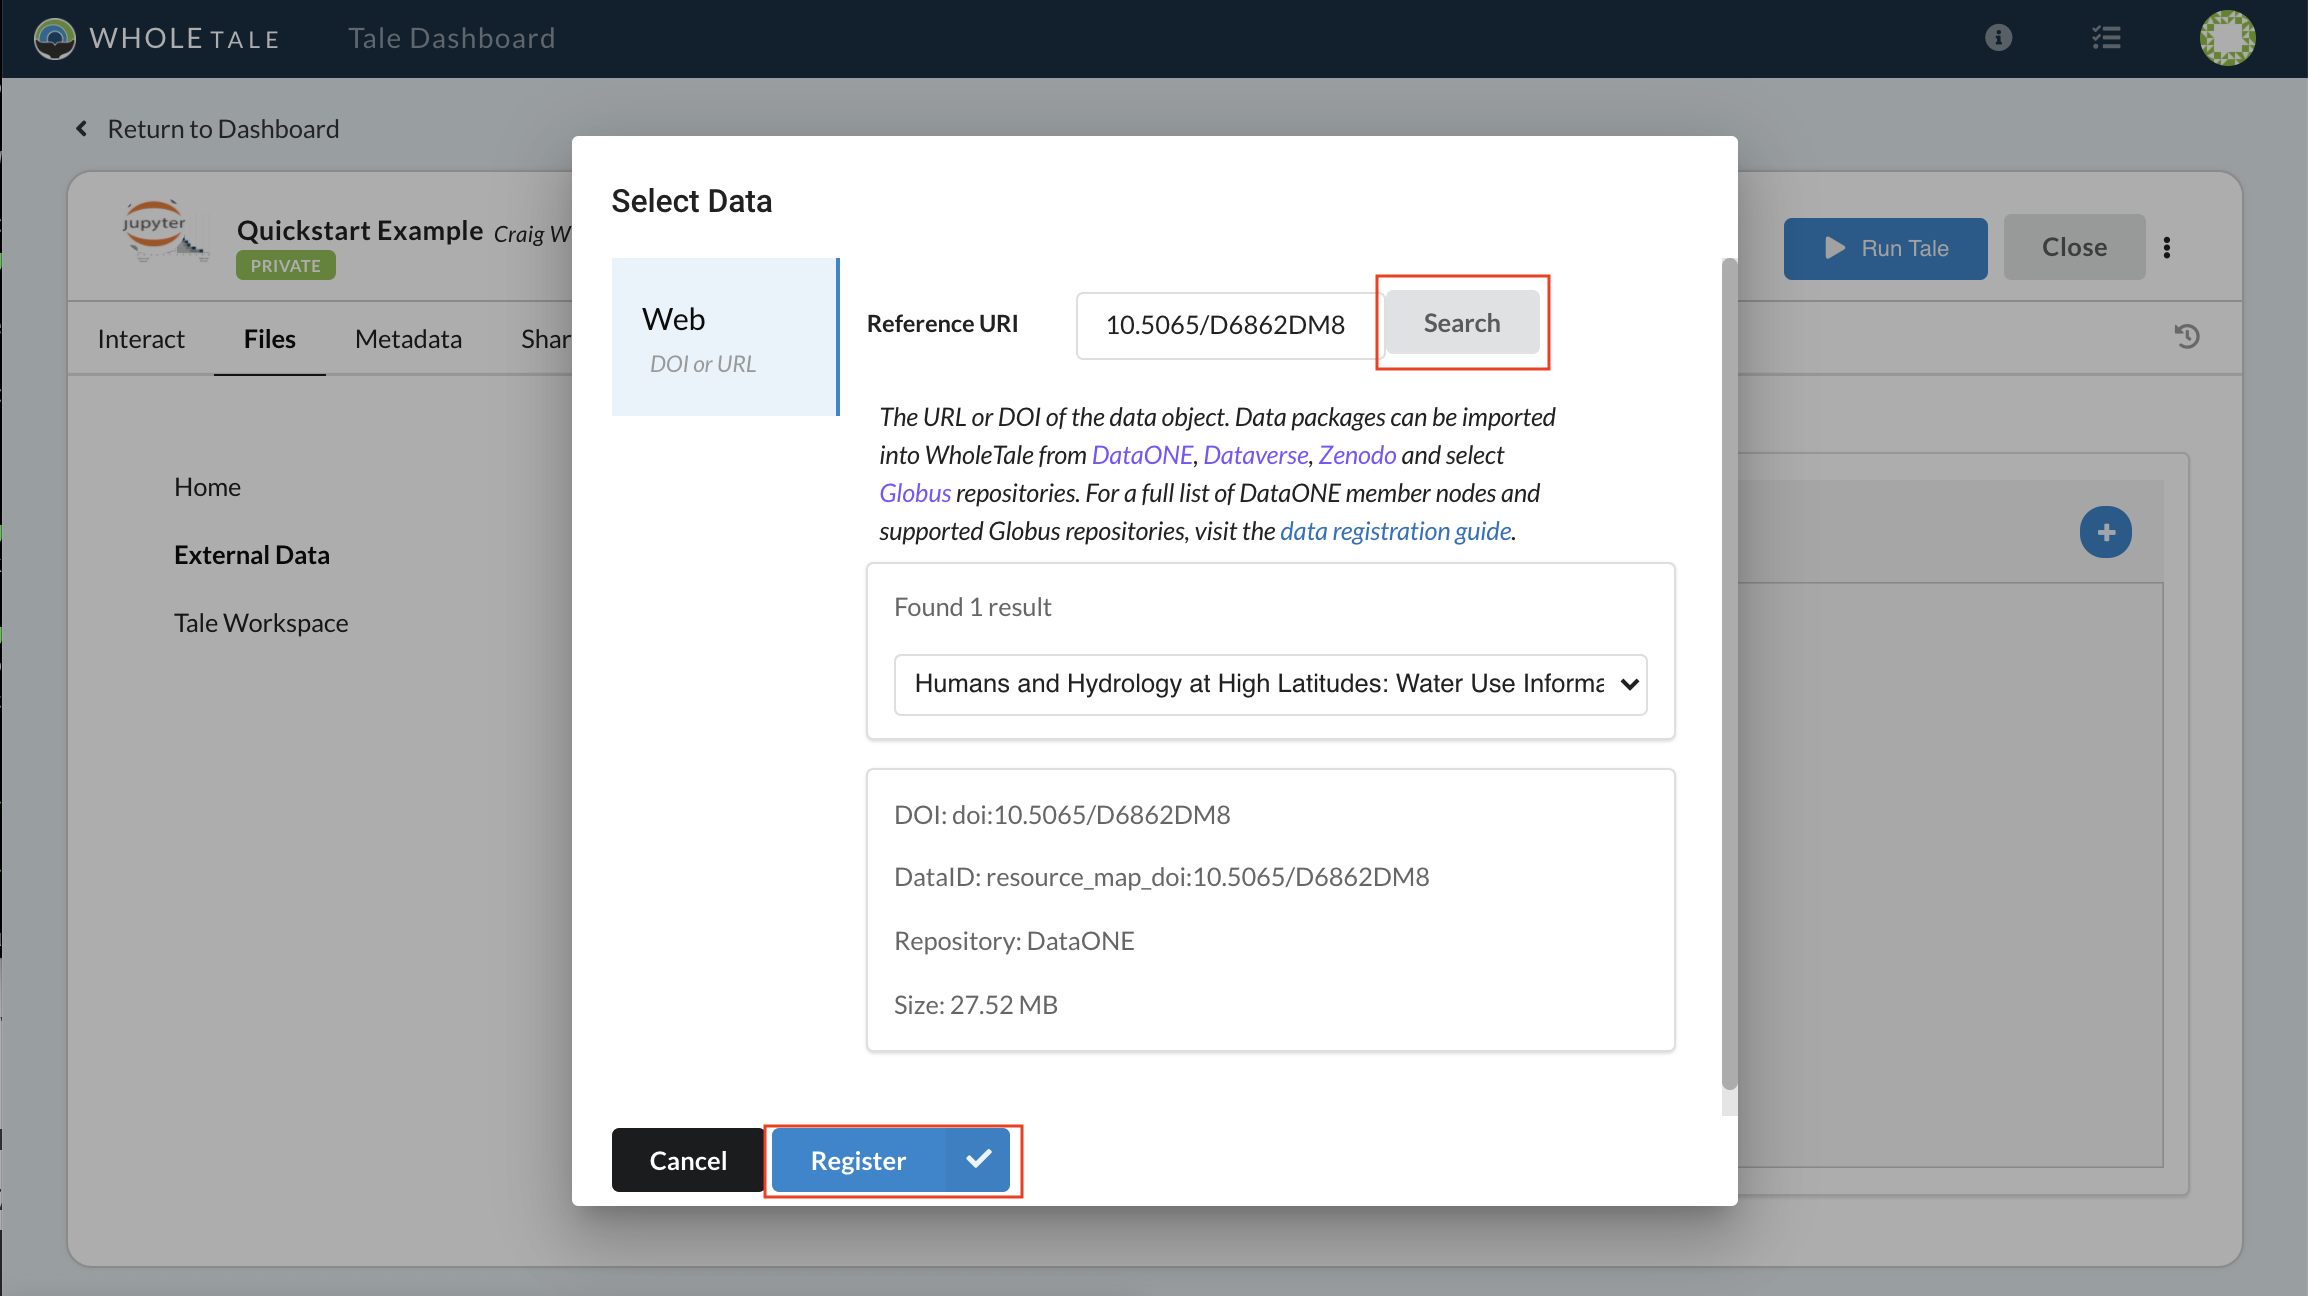 WHOLE TALE Tale Dashboard
Return to Dashboard
jupyter
Quickstart Example Craig W
PRIVATE
Run Tale Close
Interact Files Metadata Shar
Home
External Data
Tale Workspace
Select Data
Web
DOI or URL
Reference URI 10.5065/D6862DM8 Search
The URL or DOI of the data object. Data packages can be imported
into WholeTale from DataONE, Dataverse, Zenodo and select
Globus repositories. For a full list of DataONE member nodes and
supported Globus repositories, visit the data registration guide.
Found 1 result
Humans and Hydrology at High Latitudes: Water Use Informa
DOI: doi:10.5065/D6862DM8
DataID: resource_map_doi:10.5065/D6862DM8
Repository: DataONE
Size: 27.52 MB
Cancel Register